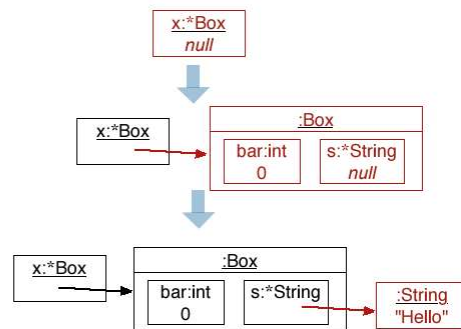 x:*Box
null
:Box
x:*Box
bar:int
0
s:*String
null
:Box
x:*Box
bar:int
0
s:*String
:String
"Hello"